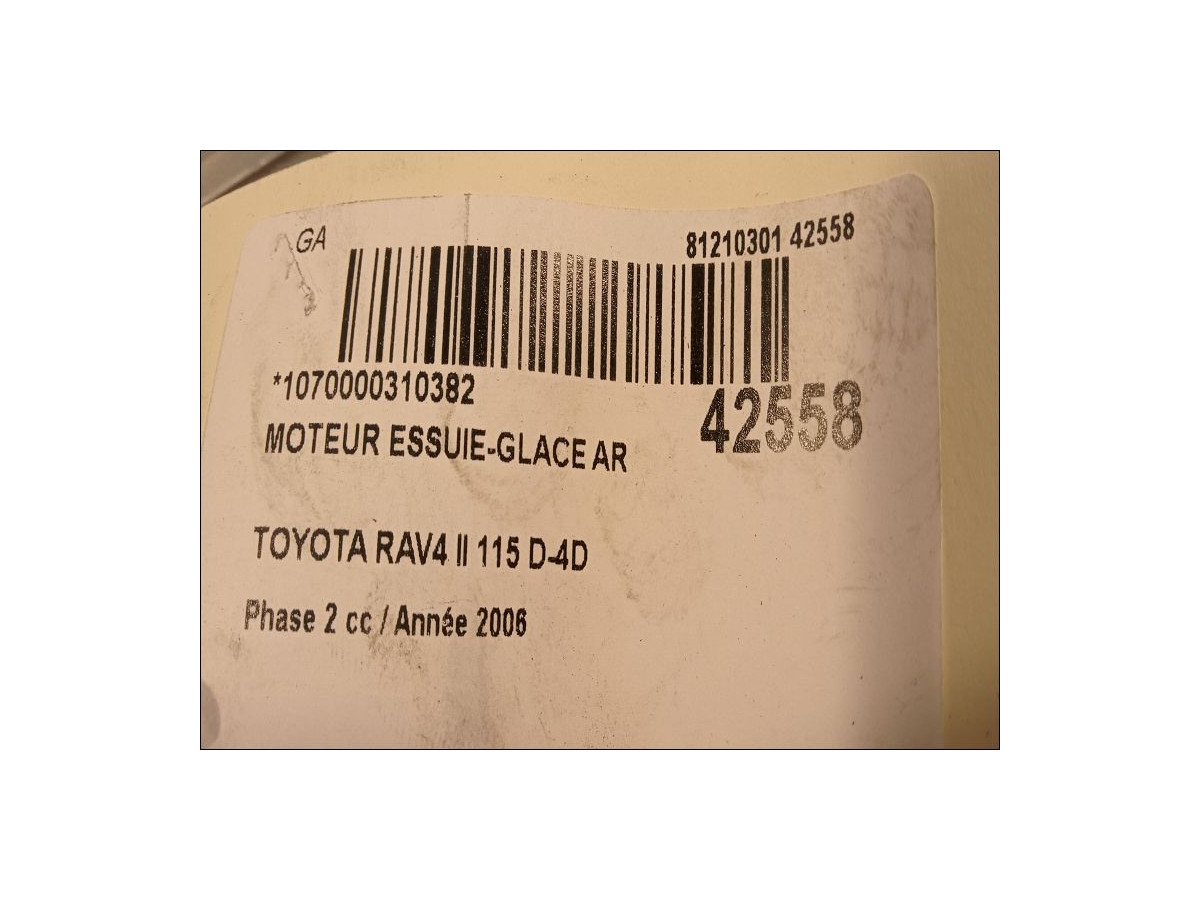 GA
81210301 42558
*1070000310382
42558
MOTEUR ESSUIE-GLACE AR
TOYOTA RAV4 II 115 D-4D
Phase 2 cc / Année 2006